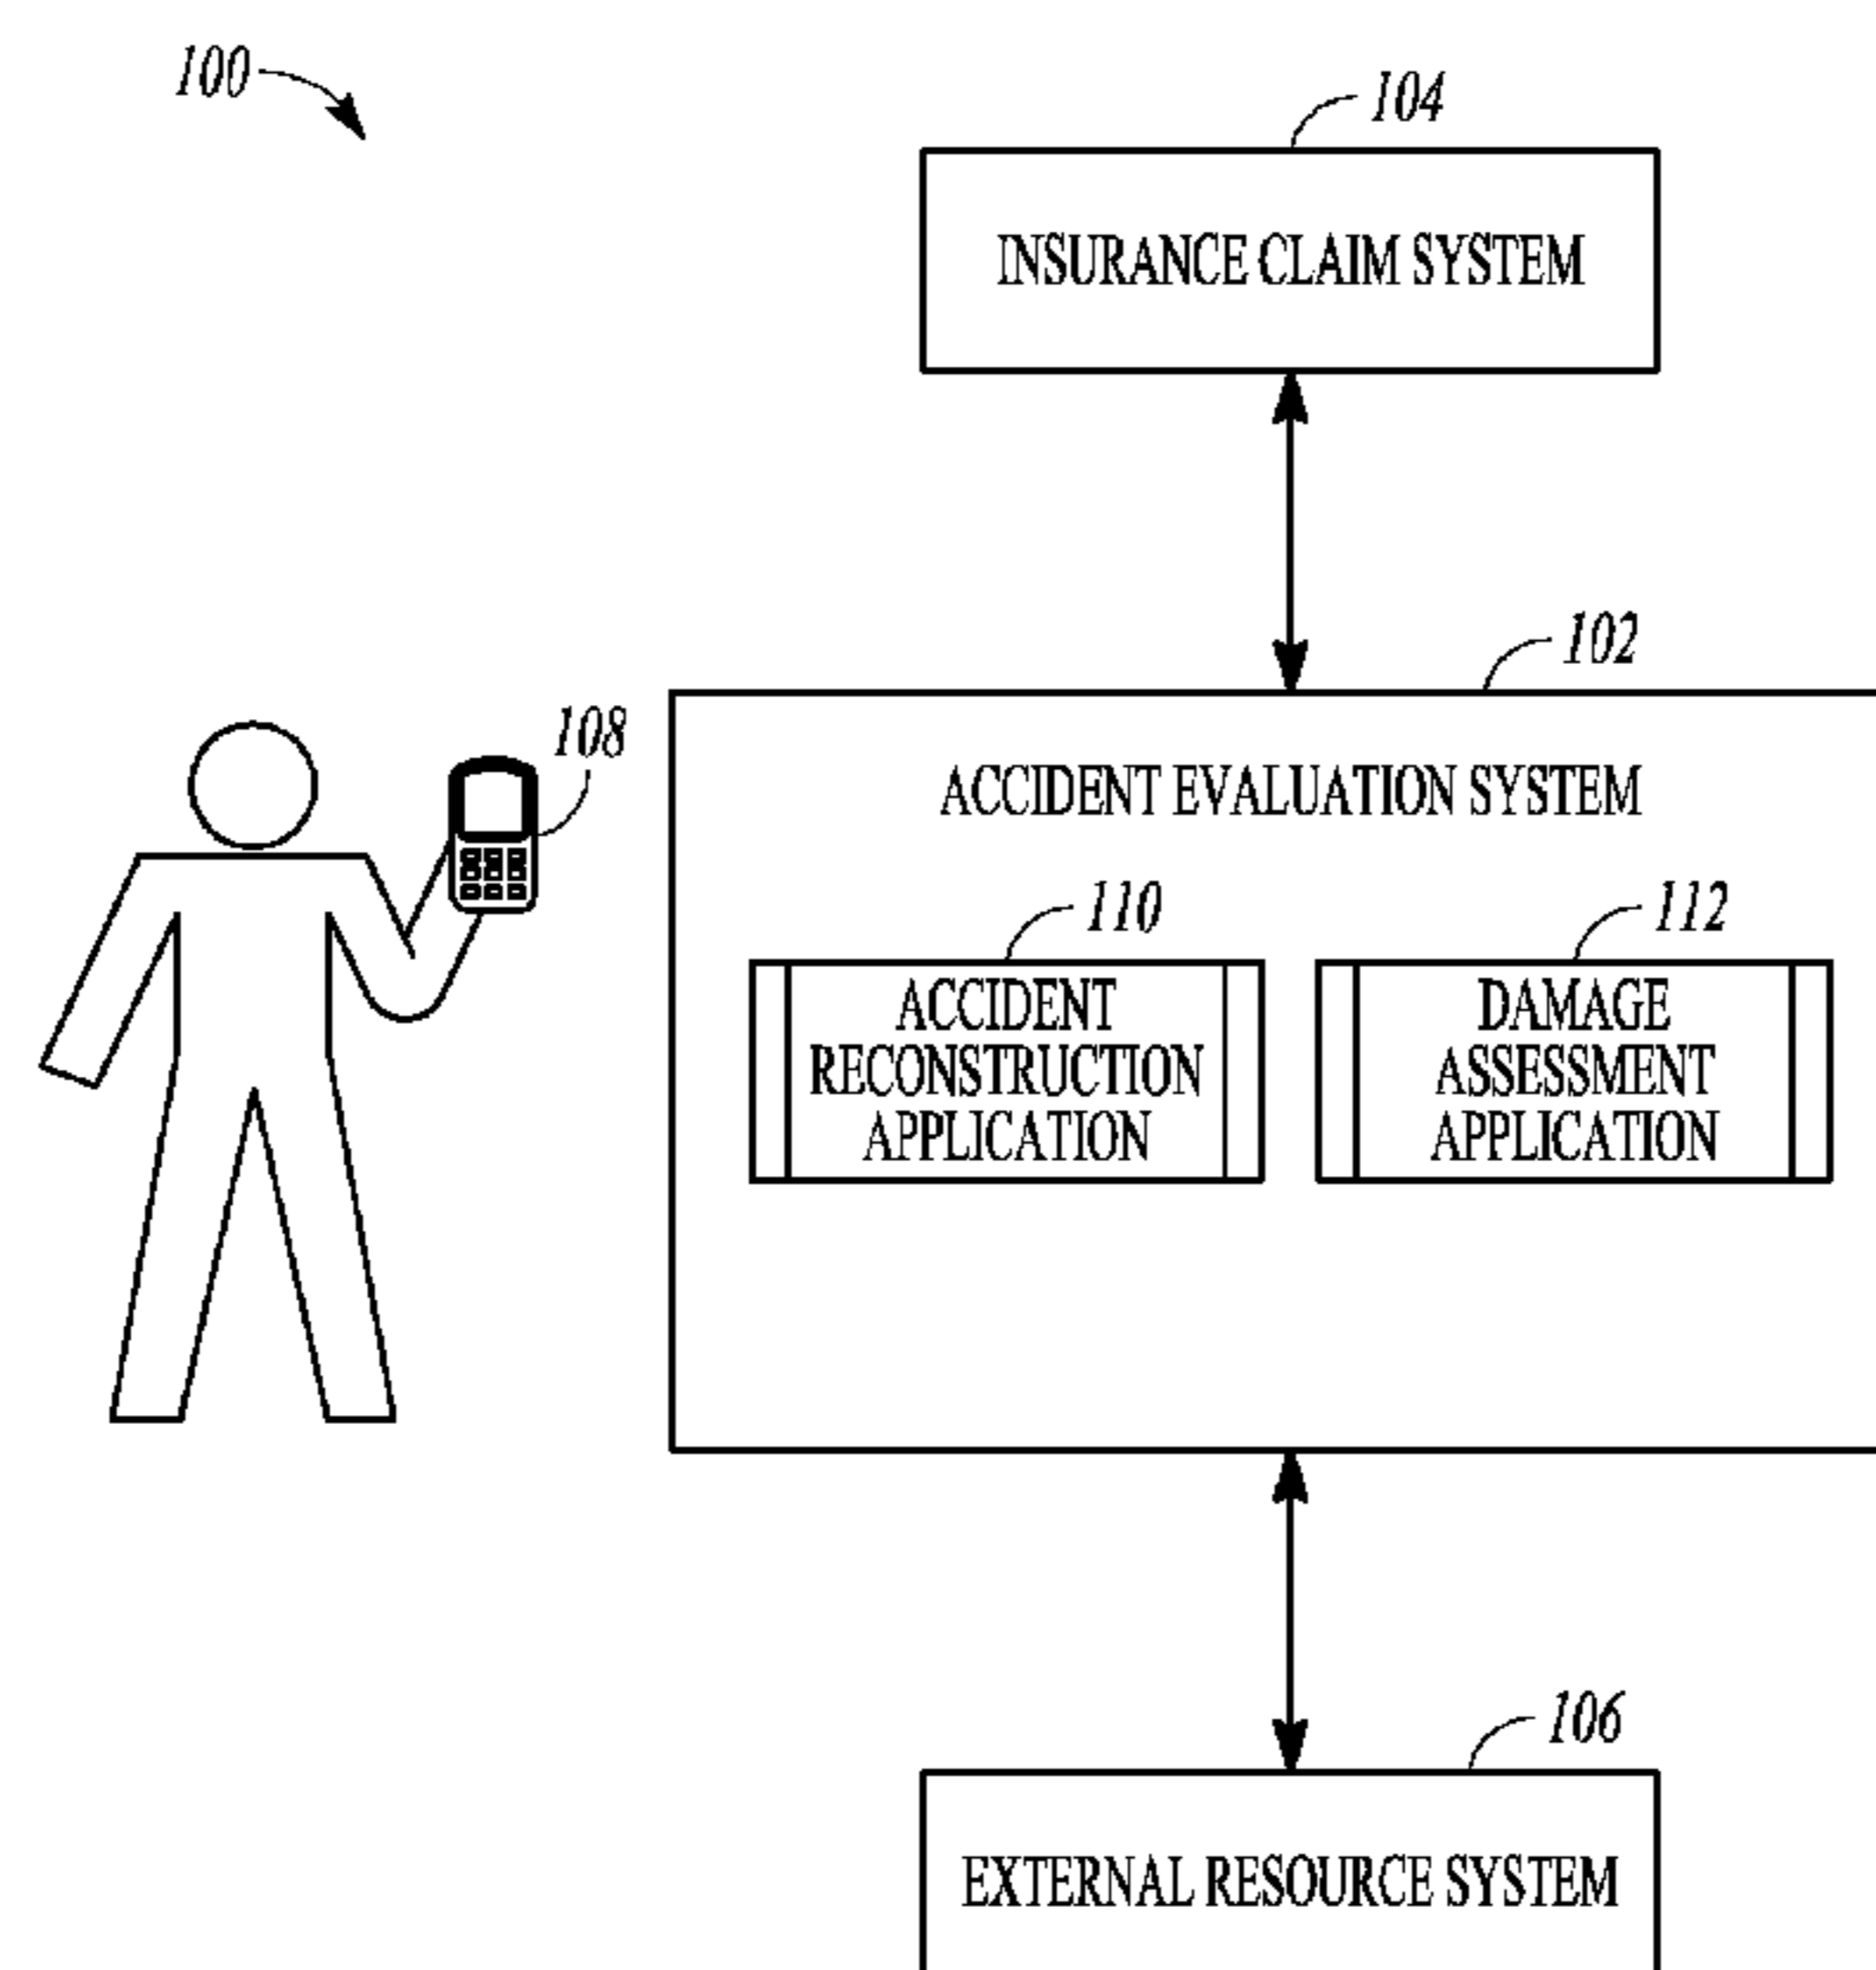 100
104
INSURANCE CLAIM SYSTEM
102
108
ACCIDENT EVALUATION SYSTEM
110
ACCIDENT
RECONSTRUCTION
APPLICATION
112
DAMAGE
ASSESSMENT
APPLICATION
106
EXTERNAL RESOURCE SYSTEM